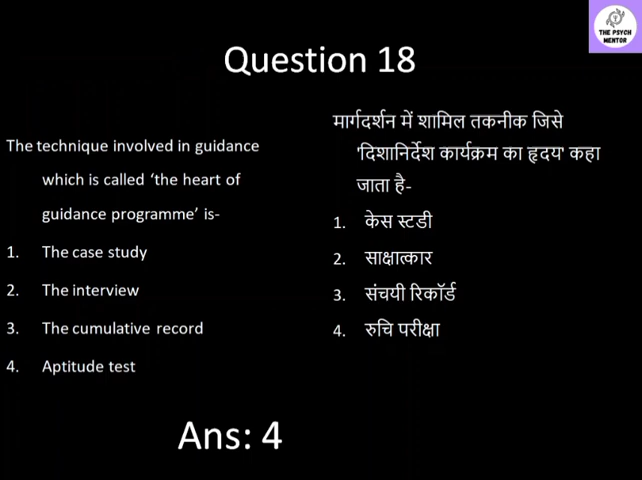 THE PSYCH
MENTOR
Question 18
The technique involved in guidance
which is called ‘the heart of
guidance programme’ is-
1. The case study
2. The interview
3. The cumulative record
4. Aptitude test
मार्गदर्शन में शामिल तकनीक जिसे
'दिशानिर्देश कार्यक्रम का हृदय' कहा
जाता है-
1. केस स्टडी
2. साक्षात्कार
3. संचयी रिकॉर्ड
4. रुचि परीक्षा
Ans: 4